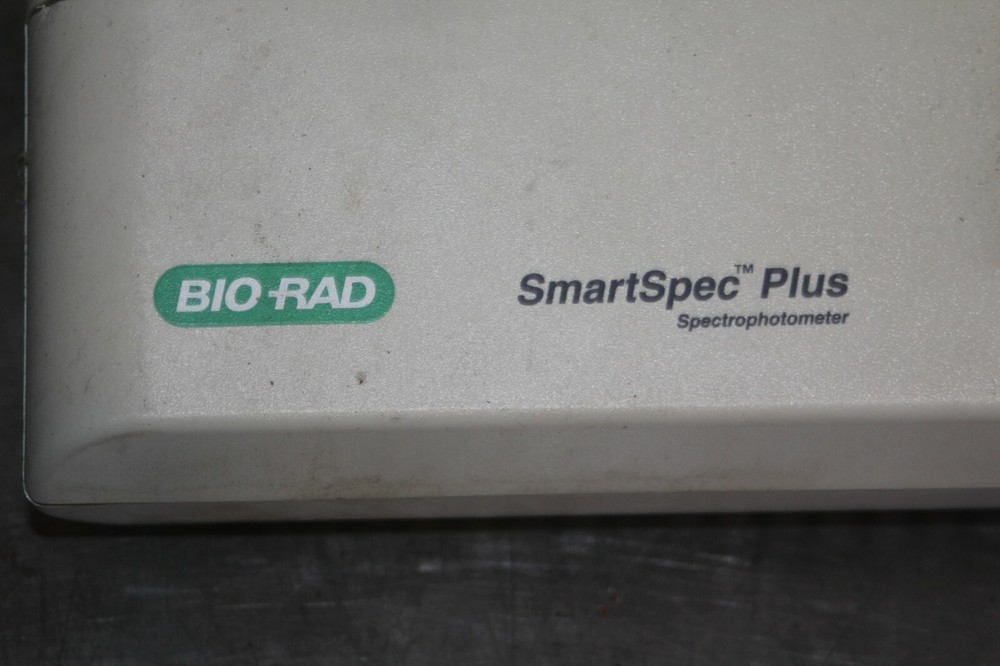 BIO-RAD
SmartSpec™ Plus
Spectrophotometer